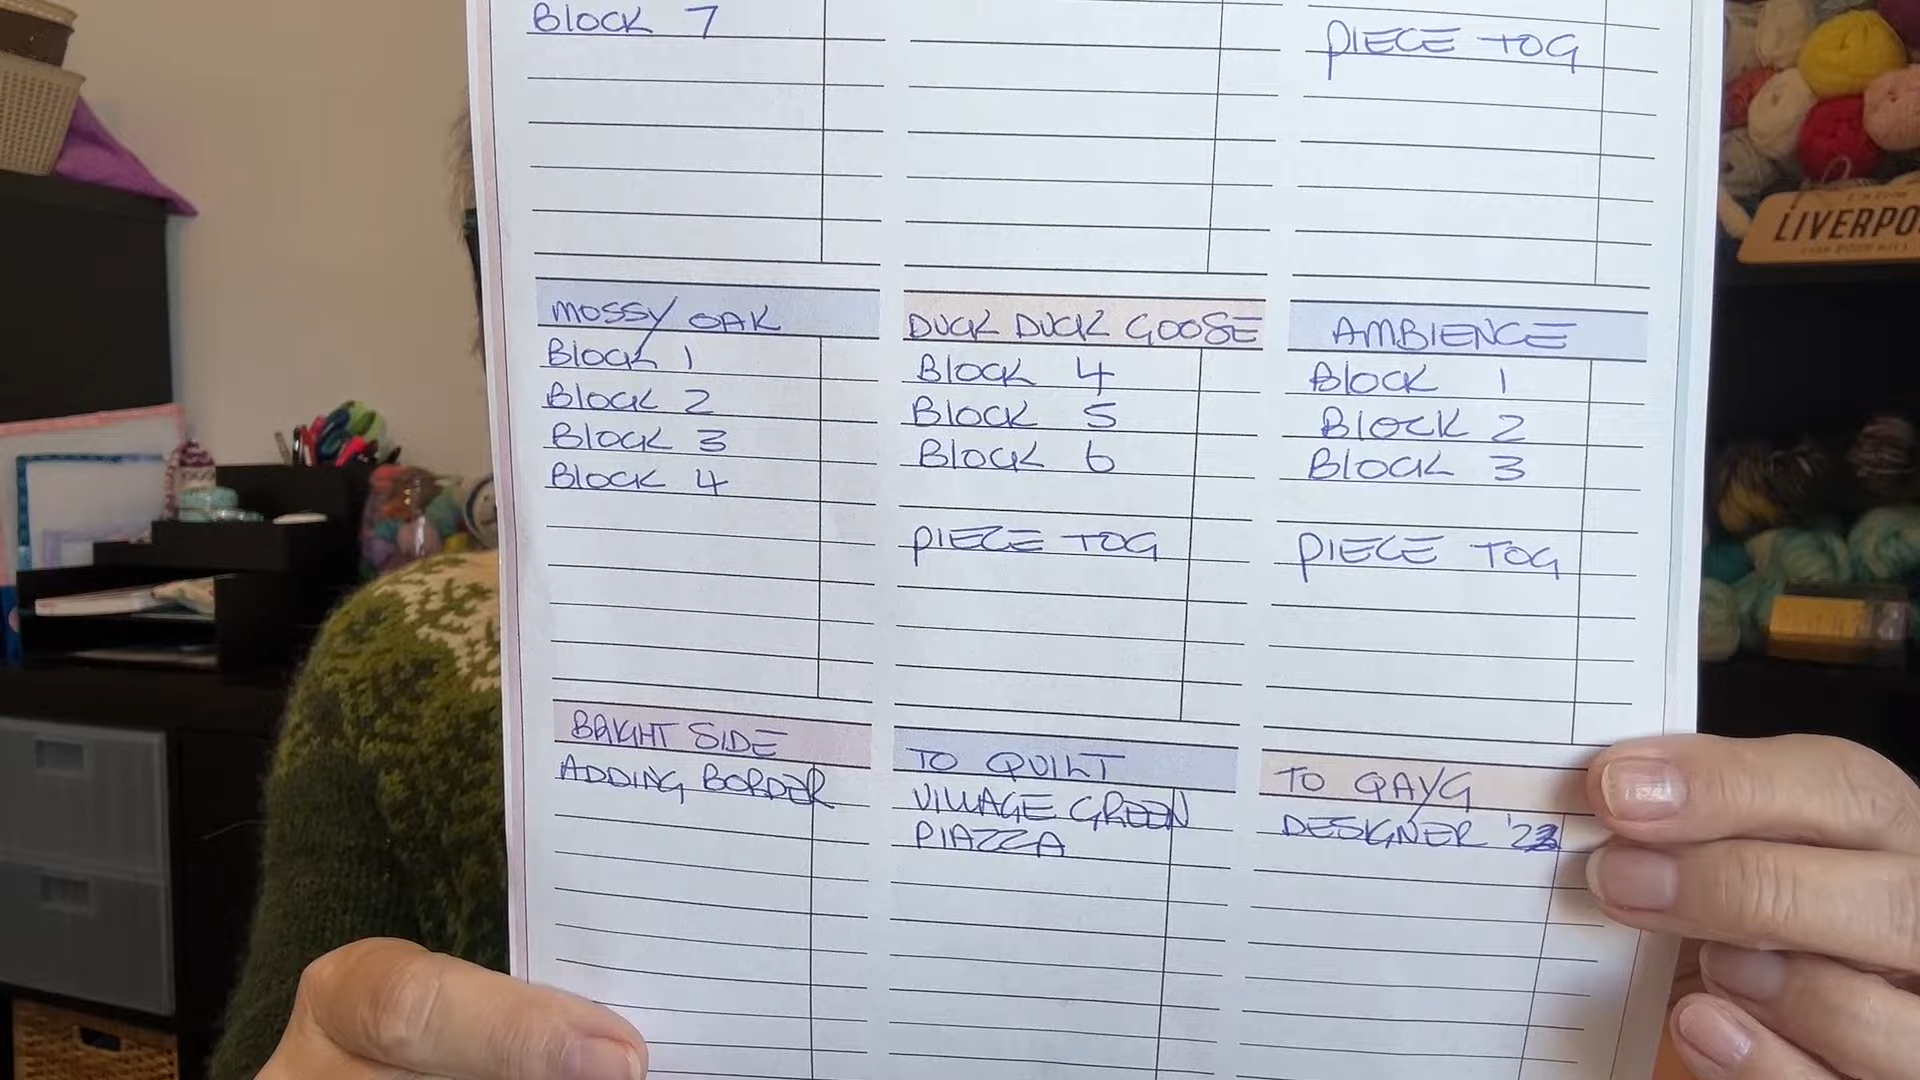 BLOCK 7
PIECE TOG
MOSSY OAK
BLOCK 1
BLOCK 2
BLOCK 3
BLOCK 4
DUCK DUCK GOOSE
BLOCK 4
BLOCK 5
BLOCK 6
PIECE TOG
AMBIENCE
BLOCK 1
BLOCK 2
BLOCK 3
PIECE TOG
BRIGHT SIDE
ADDING BORDER
TO QUILT
VILLAGE GREEN
PIAZZA
TO QAYG
DESIGNER '23
LIVERPO